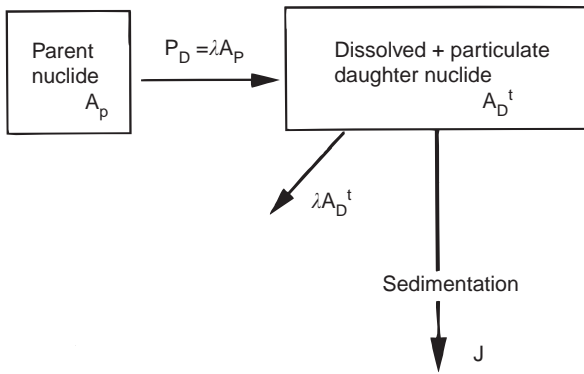 Parent
nuclide
A_p
P_D = λA_P
Dissolved + particulate
daughter nuclide
A_D^t
λA_D^t
Sedimentation
J